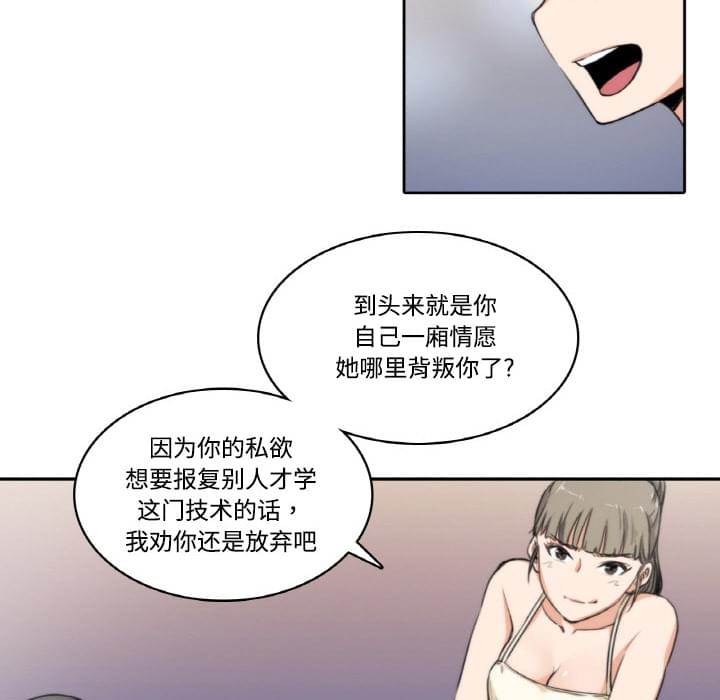 到头来就是你
自己一厢情愿
她哪里背叛你了?
因为你的私欲
想要报复别人才学
这门技术的话，
我劝你还是放弃吧